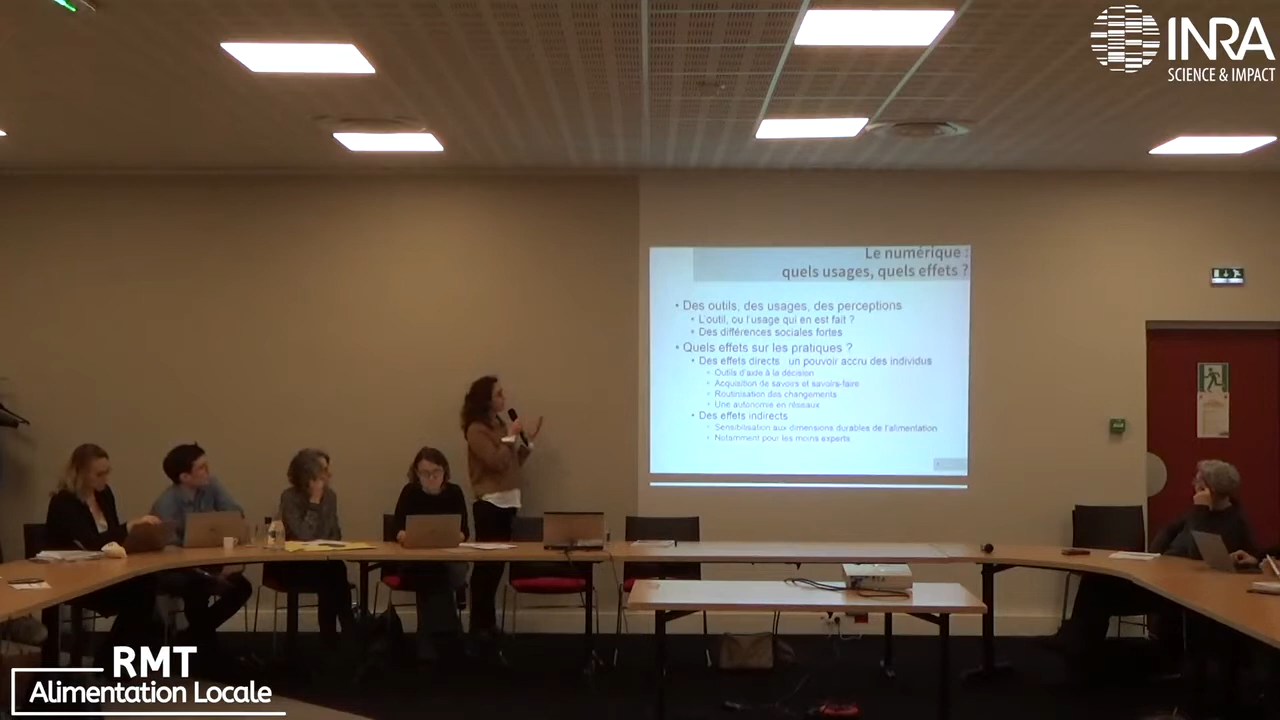 INRA
SCIENCE & IMPACT
Le numérique :
quels usages, quels effets ?
• Des outils, des usages, des perceptions
• L'outil, ou l'usage qui en est fait ?
• Des différences sociales fortes
• Quels effets sur les pratiques ?
• Des effets directs : un pouvoir accru des individus
• Outils d'aide à la décision
• Acquisition de savoirs et savoirs-faire
• Routinisation des changements
• Une autonomie en réseaux
• Des effets indirects
• Sensibilisation aux dimensions durables de l'alimentation
• Notamment pour les moins experts
RMT
Alimentation Locale